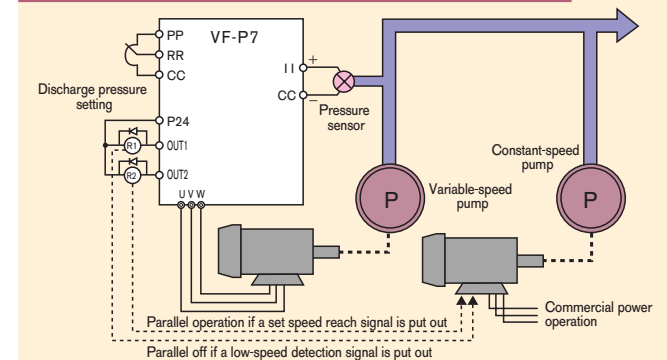 VF-P7
PP
RR
CC
Discharge pressure
setting
II
+
CC
−
Pressure
sensor
P24
R1
OUT1
R2
OUT2
U V W
P
Variable-speed
pump
Constant-speed
pump
P
Commercial power
operation
Parallel operation if a set speed reach signal is put out
Parallel off if a low-speed detection signal is put out